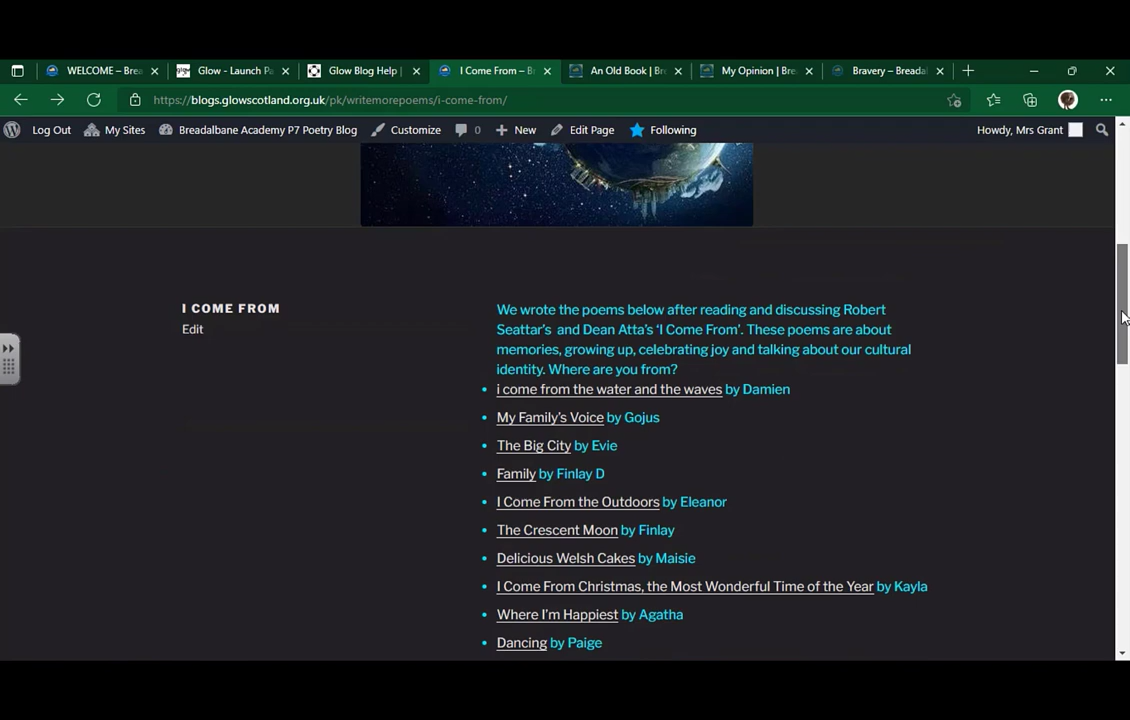 WELCOME – Brea
Glow - Launch Pa
Glow Blog Help |
I Come From – B
An Old Book | Bre
My Opinion | Bre
Bravery – Breada
https://blogs.glowscotland.org.uk/pk/writemorepoems/i-come-from/
Log Out My Sites Breadalbane Academy P7 Poetry Blog Customize 0 New Edit Page Following Howdy, Mrs Grant
I COME FROM
Edit
We wrote the poems below after reading and discussing Robert
Seattar's and Dean Atta's 'I Come From'. These poems are about
memories, growing up, celebrating joy and talking about our cultural
identity. Where are you from?
i come from the water and the waves by Damien
My Family's Voice by Gojus
The Big City by Evie
Family by Finlay D
I Come From the Outdoors by Eleanor
The Crescent Moon by Finlay
Delicious Welsh Cakes by Maisie
I Come From Christmas, the Most Wonderful Time of the Year by Kayla
Where I'm Happiest by Agatha
Dancing by Paige